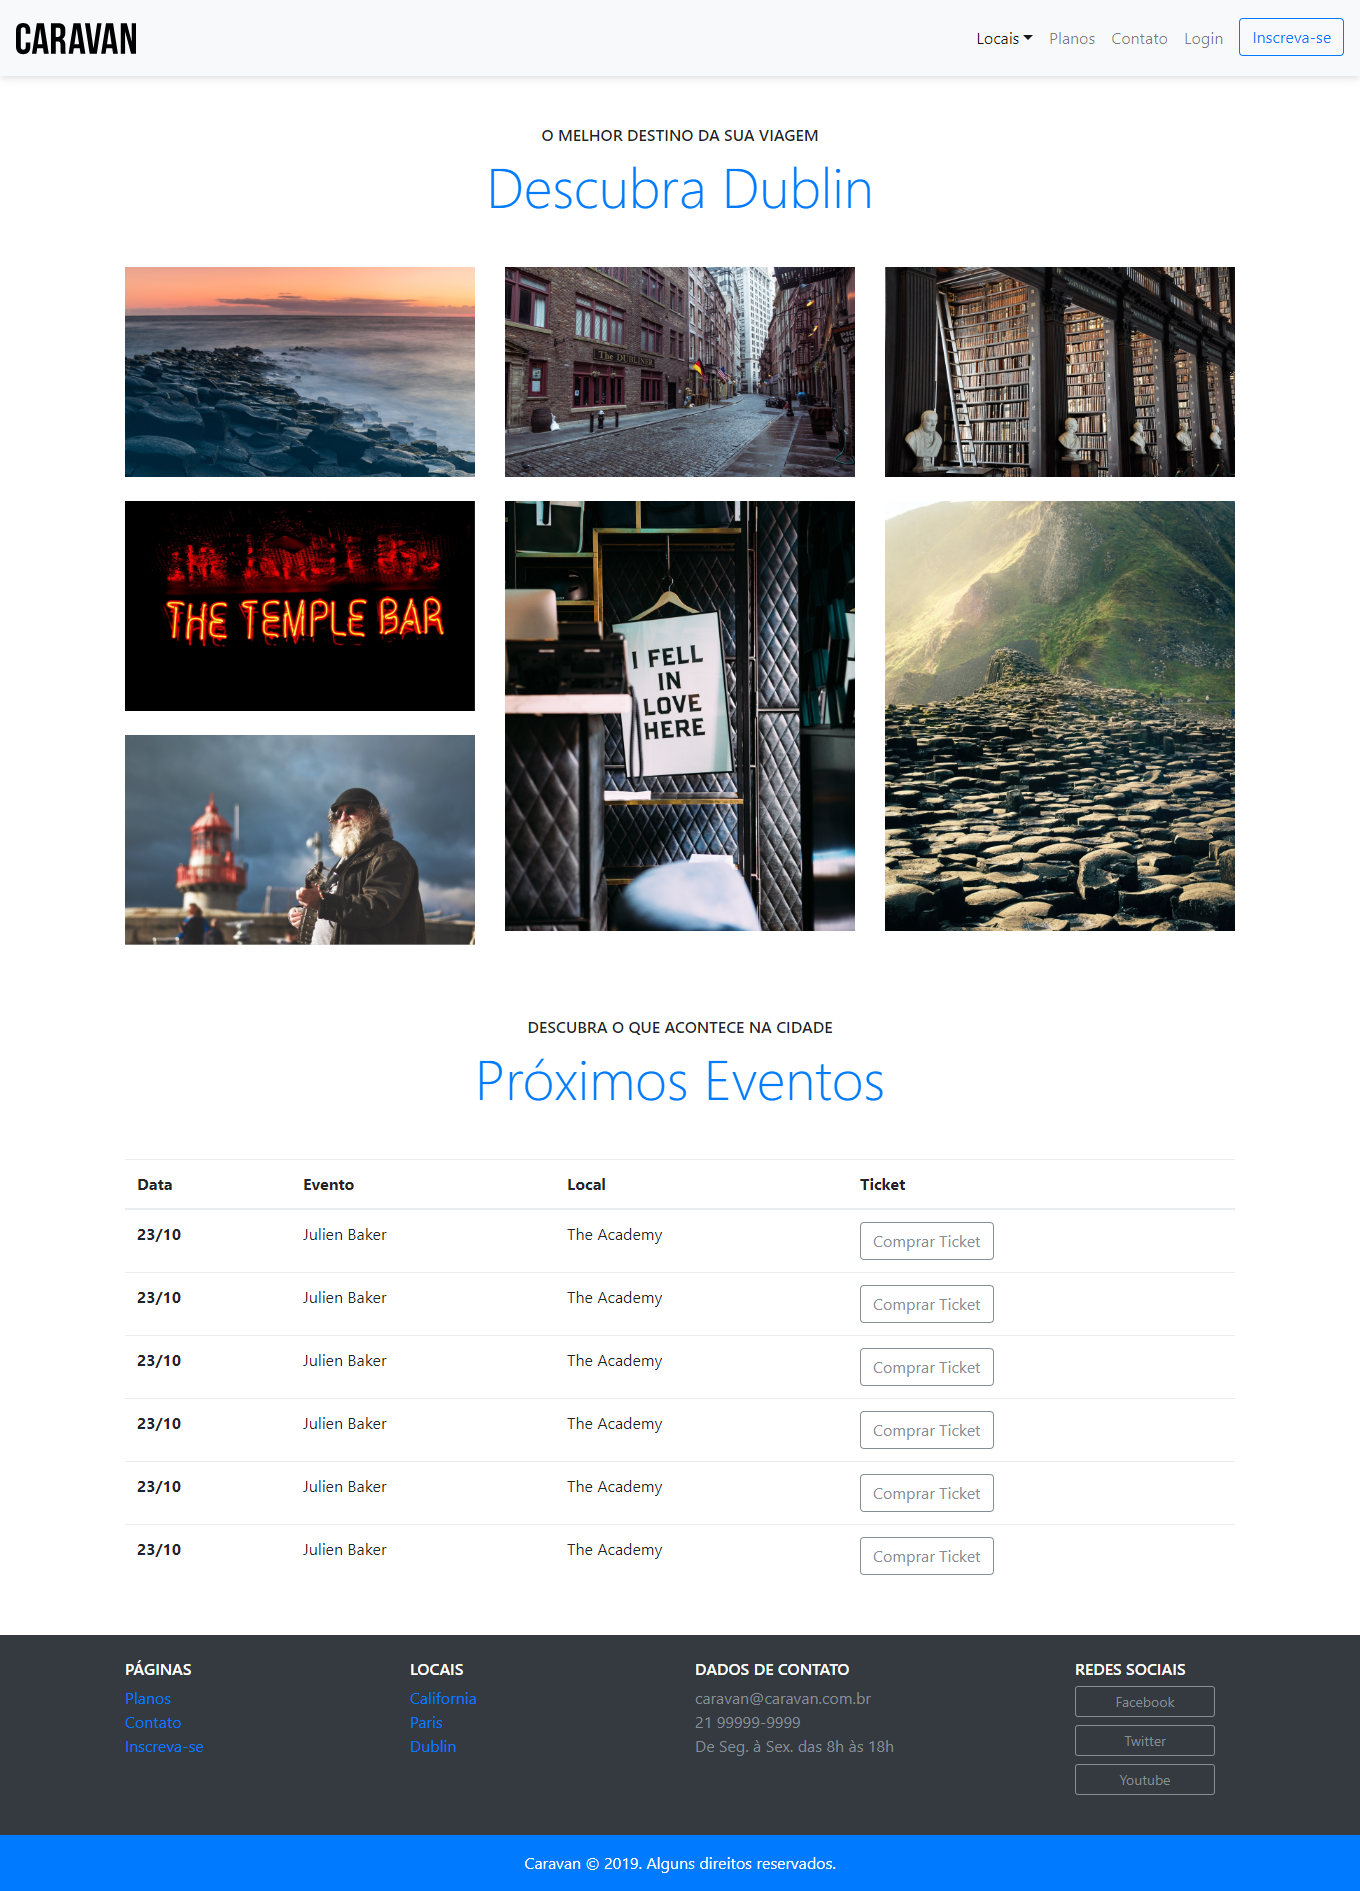 CARAVAN
Locais Planos Contato Login Inscreva-se
O MELHOR DESTINO DA SUA VIAGEM
Descubra Dublin
The DUBLINER
THE TEMPLE BAR
I FELL
IN
LOVE
HERE
DESCUBRA O QUE ACONTECE NA CIDADE
Próximos Eventos
Data Evento Local Ticket
23/10 Julien Baker The Academy Comprar Ticket
23/10 Julien Baker The Academy Comprar Ticket
23/10 Julien Baker The Academy Comprar Ticket
23/10 Julien Baker The Academy Comprar Ticket
23/10 Julien Baker The Academy Comprar Ticket
23/10 Julien Baker The Academy Comprar Ticket
PÁGINAS
Planos
Contato
Inscreva-se
LOCAIS
California
Paris
Dublin
DADOS DE CONTATO
caravan@caravan.com.br
21 99999-9999
De Seg. à Sex. das 8h às 18h
REDES SOCIAIS
Facebook
Twitter
Youtube
Caravan © 2019. Alguns direitos reservados.